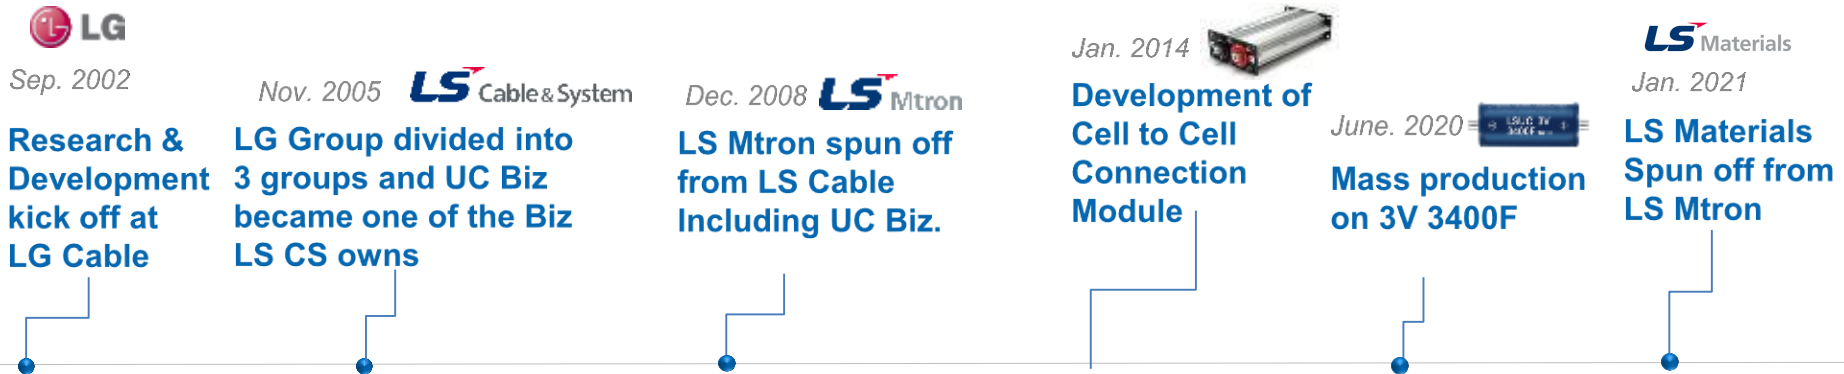 LG
Sep. 2002
Research &
Development
kick off at
LG Cable
Nov. 2005
LS Cable & System
LG Group divided into
3 groups and UC Biz
became one of the Biz
LS CS owns
Dec. 2008
LS Mtron
LS Mtron spun off
from LS Cable
Including UC Biz.
Jan. 2014
Development of
Cell to Cell
Connection
Module
June. 2020
3V
3400F
Mass production
on 3V 3400F
LS Materials
Jan. 2021
LS Materials
Spun off from
LS Mtron